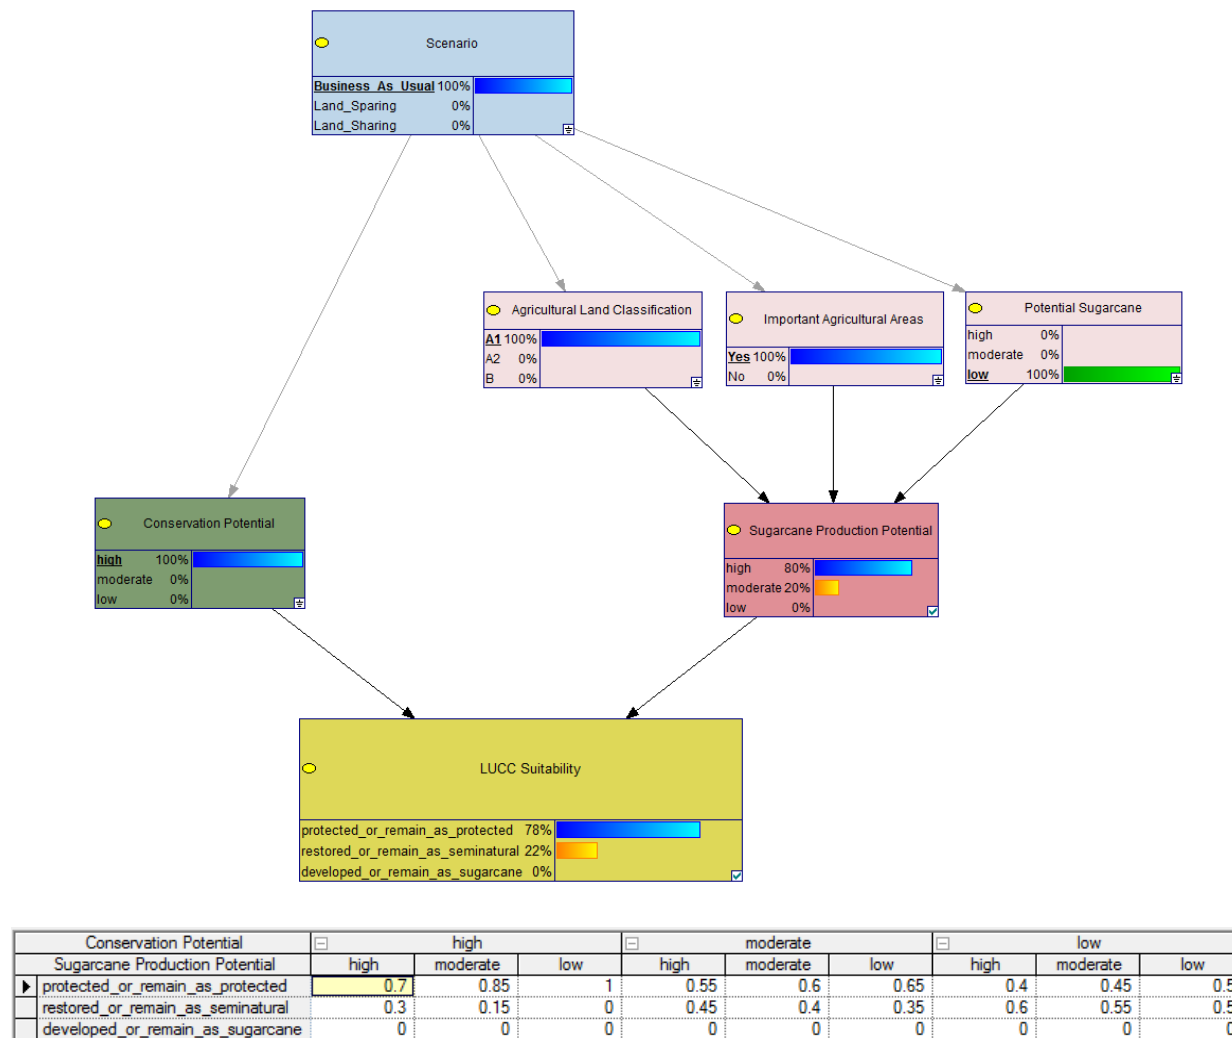 Scenario
Business_As_Usual 100%
Land_Sparing 0%
Land_Sharing 0%
Agricultural Land Classification
A1 100%
A2 0%
B 0%
Important Agricultural Areas
Yes 100%
No 0%
Potential Sugarcane
high 0%
moderate 0%
low 100%
Conservation Potential
high 100%
moderate 0%
low 0%
Sugarcane Production Potential
high 80%
moderate 20%
low 0%
LUCC Suitability
protected_or_remain_as_protected 78%
restored_or_remain_as_seminatural 22%
developed_or_remain_as_sugarcane 0%
Conservation Potential high moderate low
Sugarcane Production Potential high moderate low high moderate low high moderate low
protected_or_remain_as_protected 0.7 0.85 1 0.55 0.6 0.65 0.4 0.45 0.5
restored_or_remain_as_seminatural 0.3 0.15 0 0.45 0.4 0.35 0.6 0.55 0.5
developed_or_remain_as_sugarcane 0 0 0 0 0 0 0 0 0